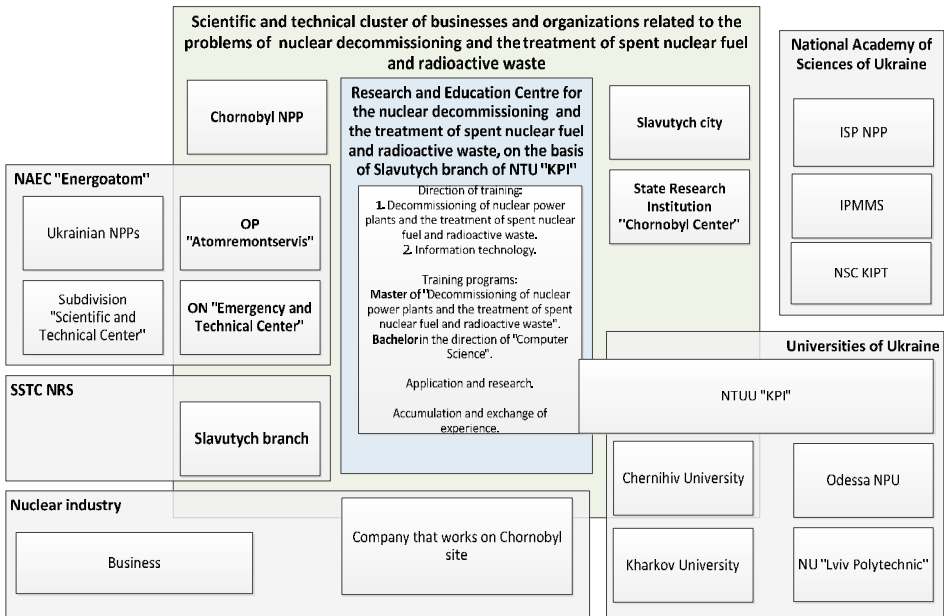 Scientific and technical cluster of businesses and organizations related to the
problems of nuclear decommissioning and the treatment of spent nuclear fuel
and radioactive waste
Chornobyl NPP
Research and Education Centre for
the nuclear decommissioning and
the treatment of spent nuclear fuel
and radioactive waste, on the basis
of Slavutych branch of NTU "KPI"
Direction of training:
1. Decommissioning of nuclear power
plants and the treatment of spent nuclear
fuel and radioactive waste.
2. Information technology.
Training programs:
Master of "Decommissioning of nuclear
power plants and the treatment of spent
nuclear fuel and radioactive waste".
Bachelor in the direction of "Computer
Science".
Application and research.
Accumulation and exchange of
experience.
Slavutych city
State Research
Institution
"Chornobyl Center"
National Academy of
Sciences of Ukraine
ISP NPP
IPMMS
NSC KIPT
NAEC "Energoatom"
Ukrainian NPPs
OP
"Atomremontservis"
Subdivision
"Scientific and
Technical Center"
ON "Emergency and
Technical Center"
SSTC NRS
Slavutych branch
Nuclear industry
Business
Company that works on Chornobyl
site
Universities of Ukraine
NTUU "KPI"
Chernihiv University
Odessa NPU
Kharkov University
NU "Lviv Polytechnic"